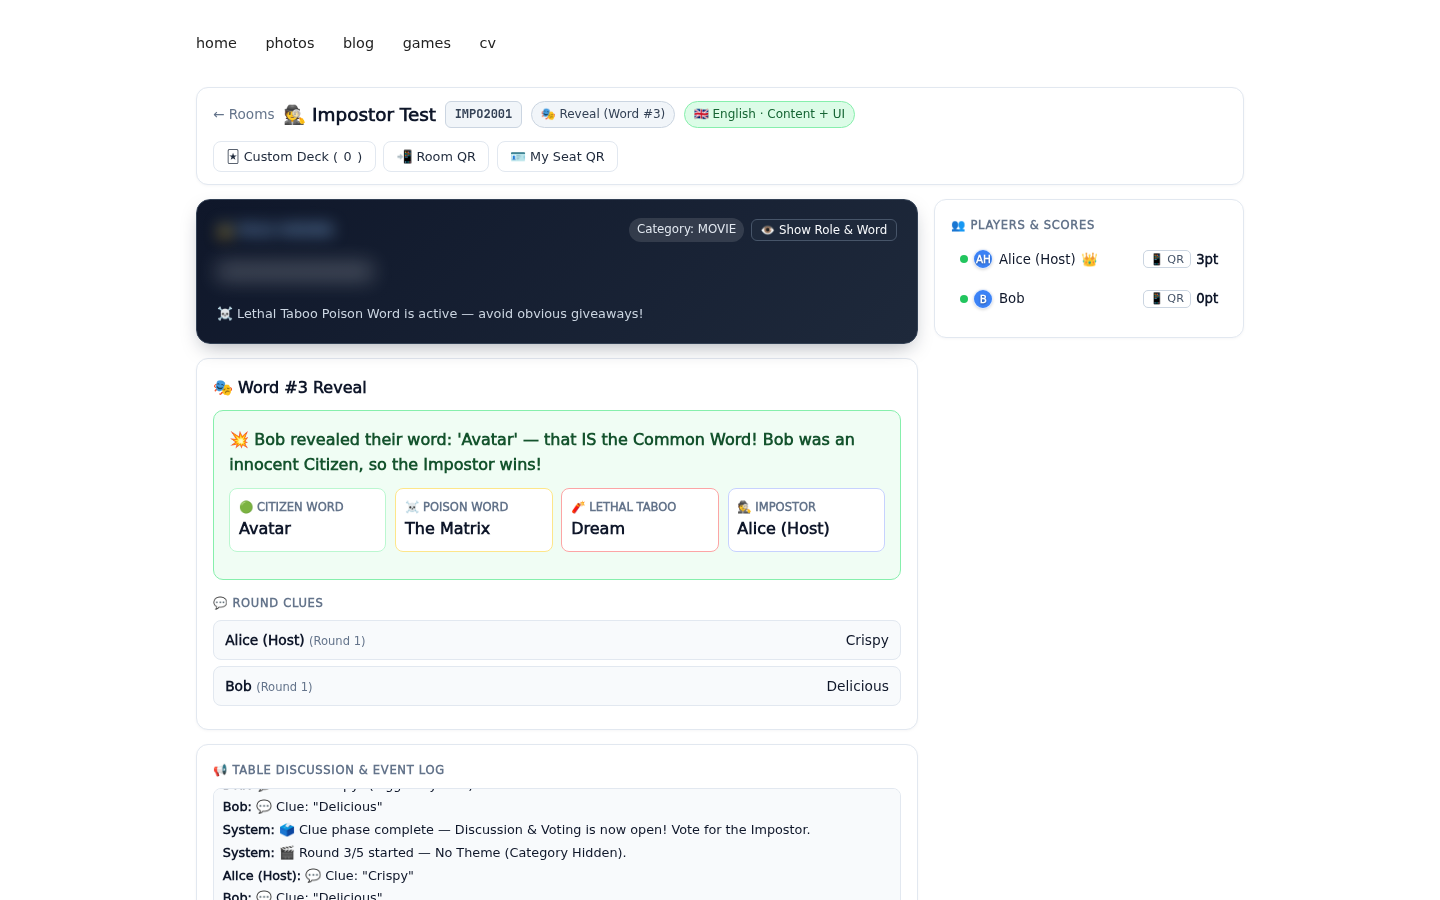 home photos blog games cv
← Rooms 🕵️ Impostor Test IMPO2001 🎭 Reveal (Word #3) 🇬🇧 English · Content + UI
🃏 Custom Deck ( 0 ) 📲 Room QR 🪪 My Seat QR
Category: MOVIE 👁️ Show Role & Word
☠️ Lethal Taboo Poison Word is active — avoid obvious giveaways!
👥 PLAYERS & SCORES
AH Alice (Host) 👑 📱 QR 3pt
B Bob 📱 QR 0pt
🎭 Word #3 Reveal
💥 Bob revealed their word: 'Avatar' — that IS the Common Word! Bob was an
innocent Citizen, so the Impostor wins!
🟢 CITIZEN WORD
Avatar
☠️ POISON WORD
The Matrix
🧨 LETHAL TABOO
Dream
🕵️ IMPOSTOR
Alice (Host)
💬 ROUND CLUES
Alice (Host) (Round 1) Crispy
Bob (Round 1) Delicious
📢 TABLE DISCUSSION & EVENT LOG
Bob: 💬 Clue: "Delicious"
System: 🗳️ Clue phase complete — Discussion & Voting is now open! Vote for the Impostor.
System: 🎬 Round 3/5 started — No Theme (Category Hidden).
Alice (Host): 💬 Clue: "Crispy"
Bob: 💬 Clue: "Delicious"